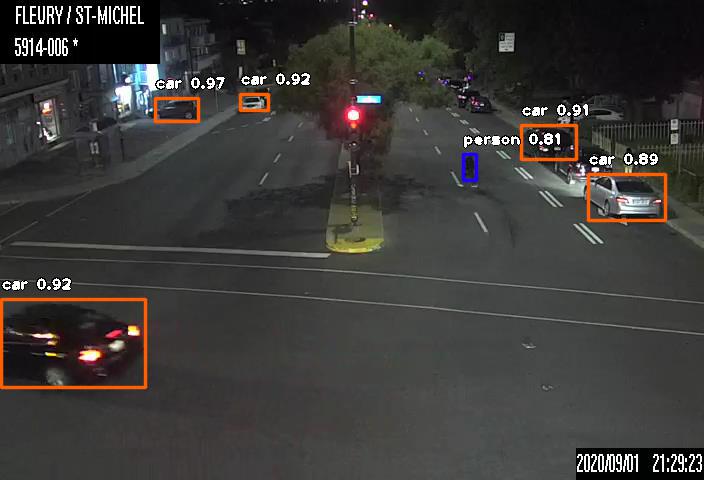 FLEURY / ST-MICHEL
5914-006 *
car 0.97
car 0.92
car 0.91
person 0.81
car 0.89
car 0.92
2020/09/01 21:29:23